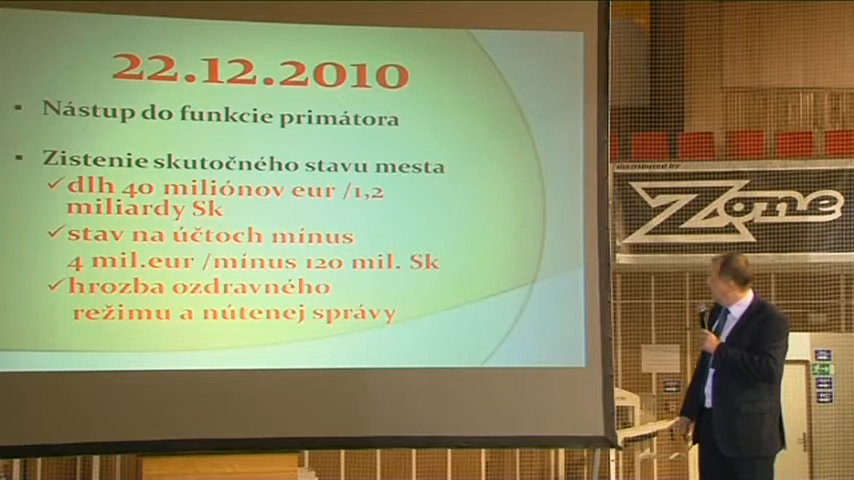 22.12.2010
▪ Nástup do funkcie primátora
▪ Zistenie skutočného stavu mesta
✓dlh 40 miliónov eur /1,2
miliardy Sk
✓stav na účtoch mínus
4 mil.eur /mínus 120 mil. Sk
✓hrozba ozdravného
režimu a nútenej správy
Zone